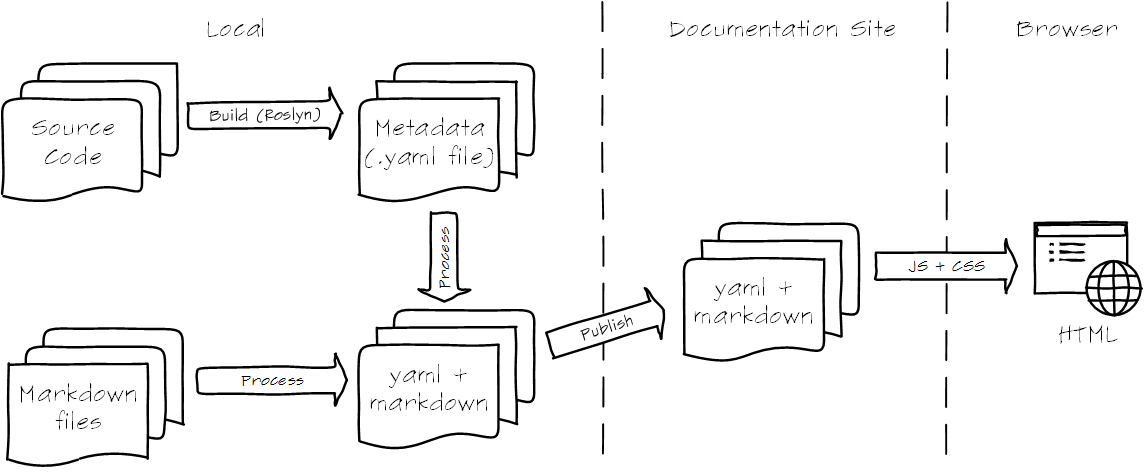 Local
Documentation Site
Browser
Source
Code
Build (Roslyn)
Metadata
(.yaml file)
Process
Markdown
files
Process
yaml +
markdown
Publish
yaml +
markdown
JS + CSS
HTML